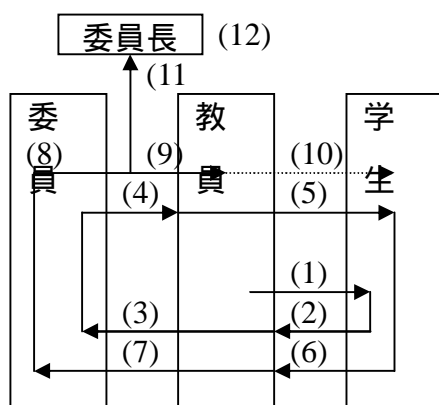 委員長 (12)
(11
委 教 学
(8) (9) (10)
員 員 生
(4) (5)
(1)
(3) (2)
(7) (6)